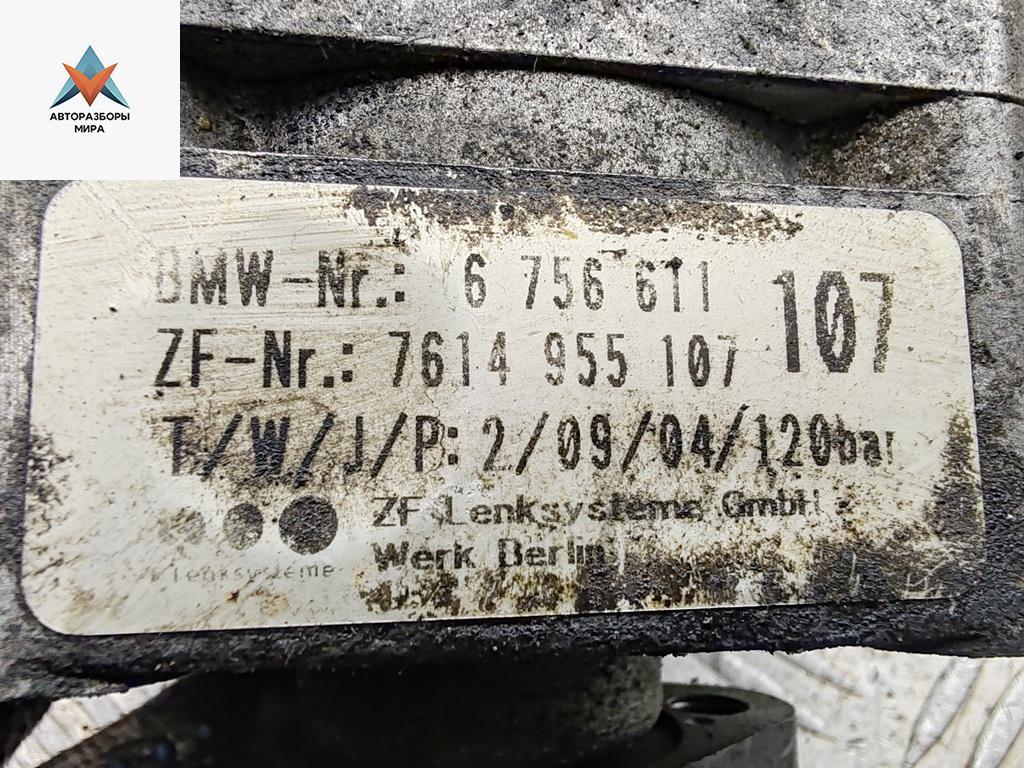 АВТОРАЗБОРЫ
МИРА
BMW-Nr.: 6 756 611
107
ZF-Nr.: 7614 955 107
T/W/J/P: 2/09/04/120bar
ZF Lenksysteme GmbH
Werk Berlin
Lenksysteme